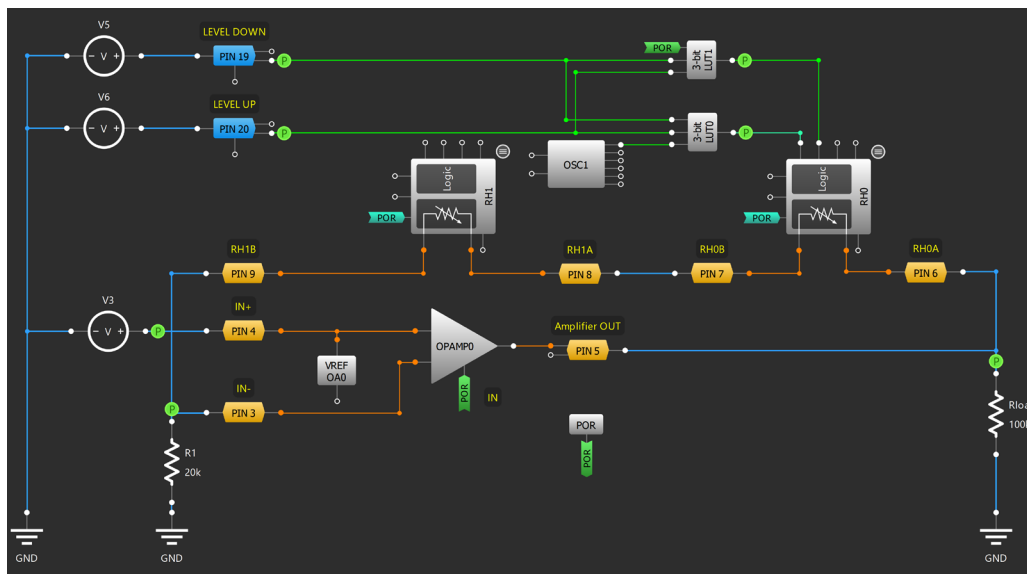 V5
LEVEL DOWN
- V +
PIN 19
P
POR
3-bit
LUT1
P
V6
LEVEL UP
- V +
PIN 20
P
3-bit
LUT0
P
OSC1
Logic
RH1
POR
Logic
RH0
POR
RH1B
PIN 9
RH1A
PIN 8
RH0B
PIN 7
RH0A
PIN 6
V3
- V +
P
IN+
PIN 4
VREF
OA0
OPAMP0
POR
IN
Amplifier OUT
PIN 5
P
IN-
PIN 3
P
R1
20k
POR
POR
Rloa
100k
GND
GND
GND